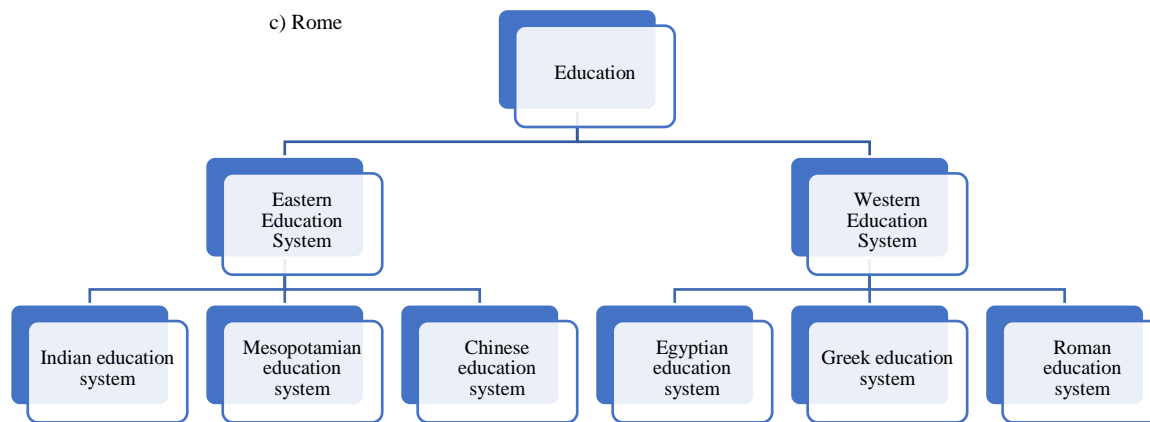 c) Rome
Education
Eastern
Education
System
Western
Education
System
Indian education
system
Mesopotamian
education
system
Chinese
education
system
Egyptian
education
system
Greek education
system
Roman
education
system